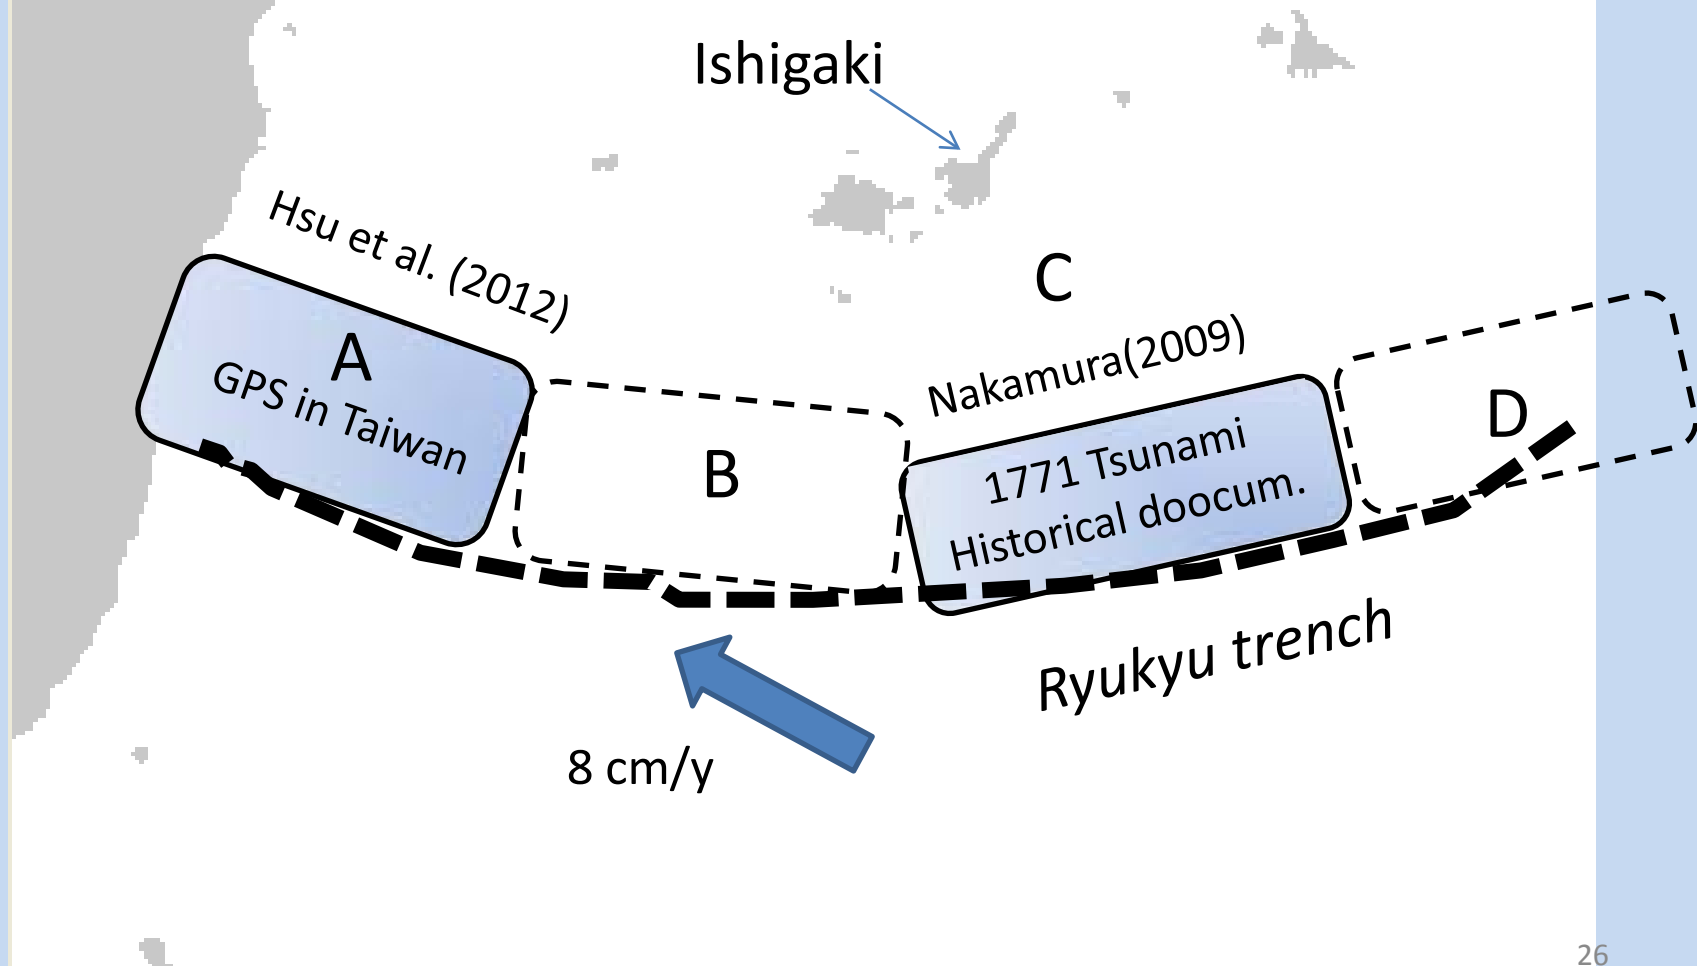 Ishigaki
Hsu et al. (2012)
C
A
GPS in Taiwan
Nakamura(2009)
B
D
1771 Tsunami
Historical doocum.
Ryukyu trench
8 cm/y
26